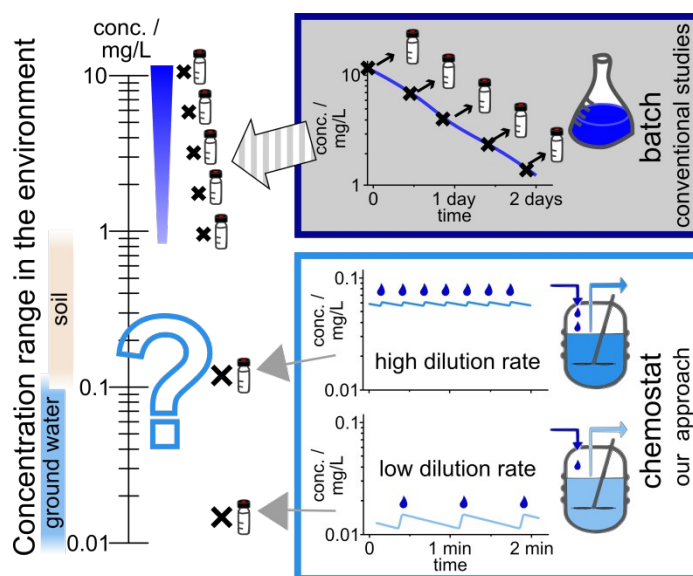 Concentration range in the environment
conc. /
mg/L
10
1
0.1
0.01
soil
ground water
?
conc. /
mg/L
10
1
0
1 day
2 days
time
batch
conventional studies
conc. /
mg/L
0.1
0.01
high dilution rate
conc. /
mg/L
0.1
0.01
low dilution rate
0
1 min
2 min
time
chemostat
our approach